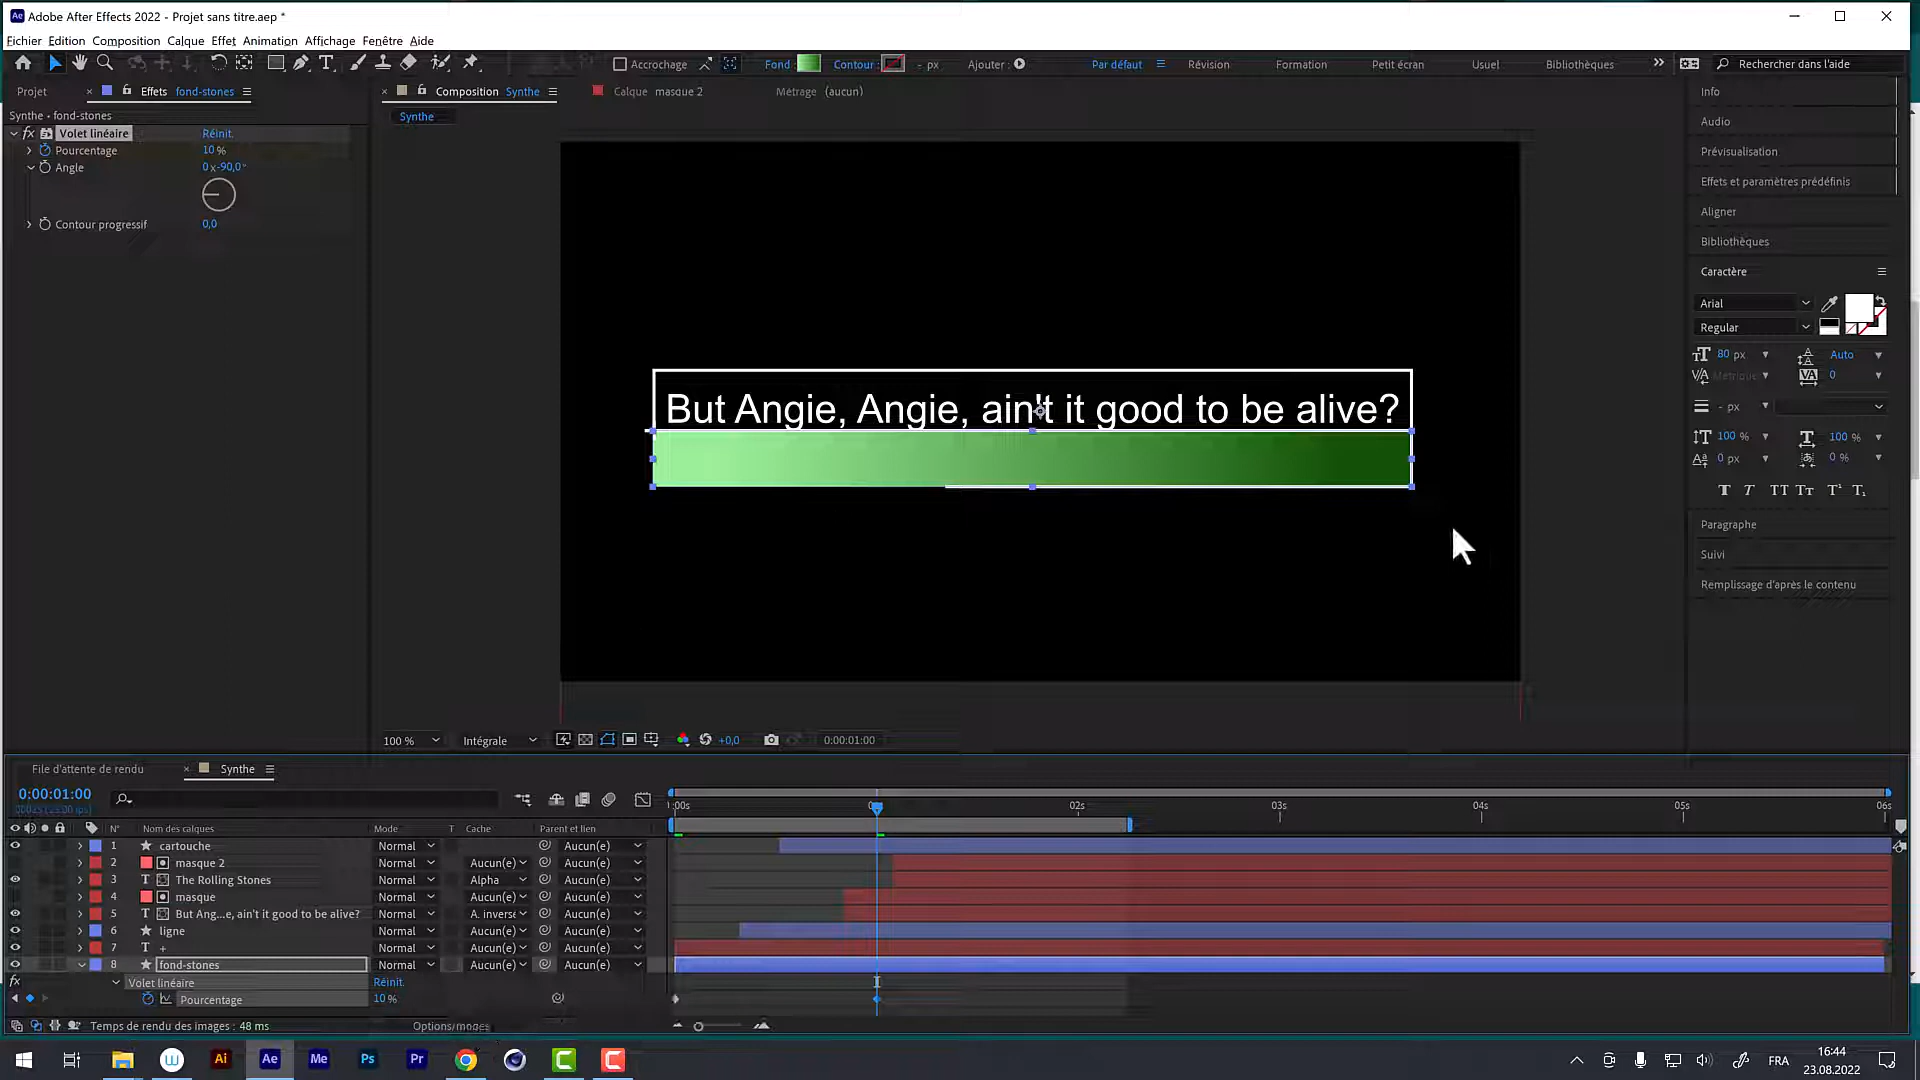 Adobe After Effects 2022 - Projet sans titre.aep *
Fichier Edition Composition Calque Effet Animation Affichage Fenêtre Aide
Accrochage Fond : Contour : - px Ajouter : Par défaut Révision Formation Petit écran Usuel Bibliothèques Rechercher dans l'aide
Projet Effets fond-stones Composition Synthe Calque masque 2 Métrage (aucun) Info
Synthe • fond-stones Synthe
Audio
fx Volet linéaire Réinit.
Pourcentage 10 % Prévisualisation
Angle 0 x-90,0°
Effets et paramètres prédéfinis
Aligner
Contour progressif 0,0
Bibliothèques
Caractère
Arial
Regular
80 px Auto
Métrique 0
- px
100 % 100 %
0 px 0 %
But Angie, Angie, ain't it good to be alive?
Paragraphe
Suivi
Remplissage d'après le contenu
100 % Intégrale +0,0 0:00:01:00
File d'attente de rendu Synthe
0:00:01:00
1:00s 02s 03s 04s 05s 06s
N° Nom des calques Mode T Cache Parent et lien
1 cartouche Normal Aucun(e)
2 masque 2 Normal Aucun(e) Aucun(e)
3 T The Rolling Stones Normal Alpha Aucun(e)
4 masque Normal Aucun(e) Aucun(e)
5 T But Ang...e, ain't it good to be alive? Normal A. inverse Aucun(e)
6 ligne Normal Aucun(e) Aucun(e)
7 T + Normal Aucun(e) Aucun(e)
8 fond-stones Normal Aucun(e) Aucun(e)
fx Volet linéaire Réinit.
Pourcentage 10 %
Temps de rendu des images : 48 ms Options/modes
Ai Ae Me Ps Pr FRA 16:44
23.08.2022